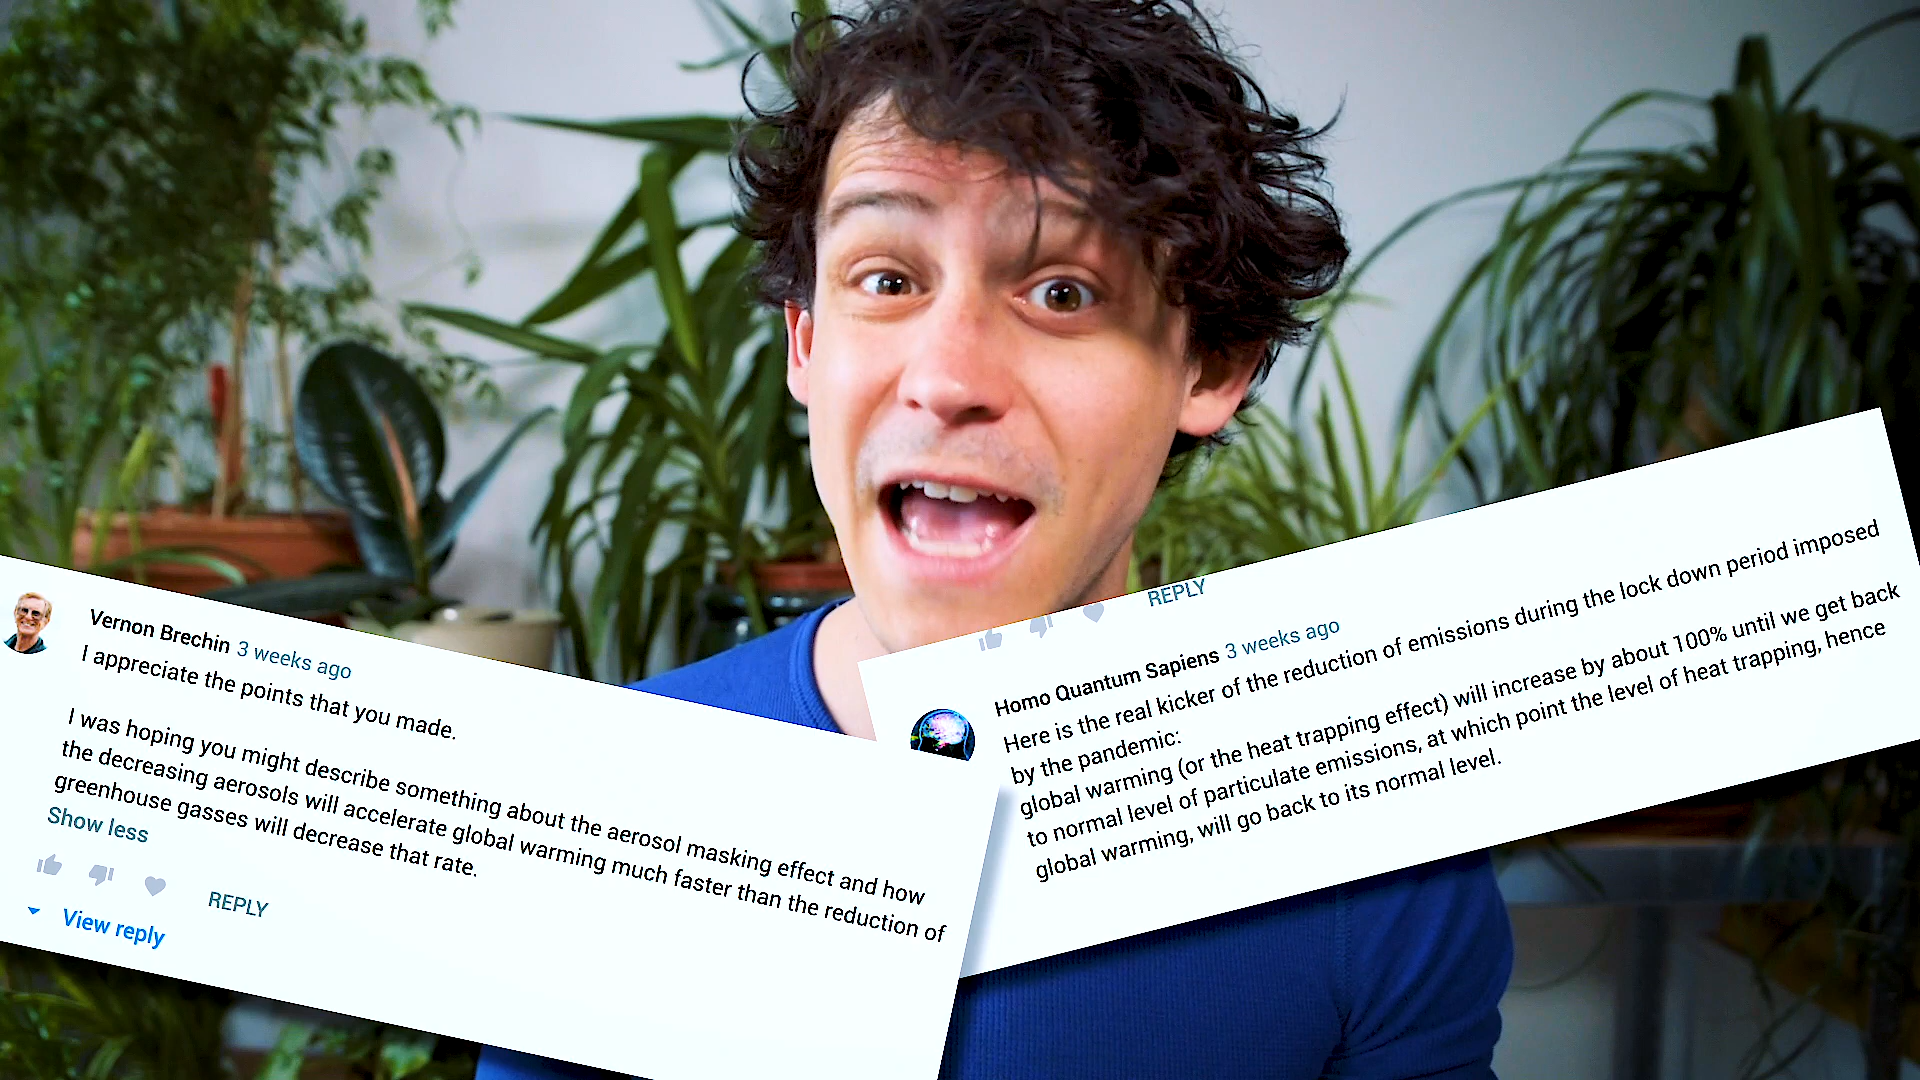 Vernon Brechin 3 weeks ago
I appreciate the points that you made.
I was hoping you might describe something about the aerosol masking effect and how
the decreasing aerosols will accelerate global warming much faster than the reduction of
greenhouse gasses will decrease that rate.
Show less
REPLY
View reply
REPLY
Homo Quantum Sapiens 3 weeks ago
Here is the real kicker of the reduction of emissions during the lock down period imposed
by the pandemic:
global warming (or the heat trapping effect) will increase by about 100% until we get back
to normal level of particulate emissions, at which point the level of heat trapping, hence
global warming, will go back to its normal level.